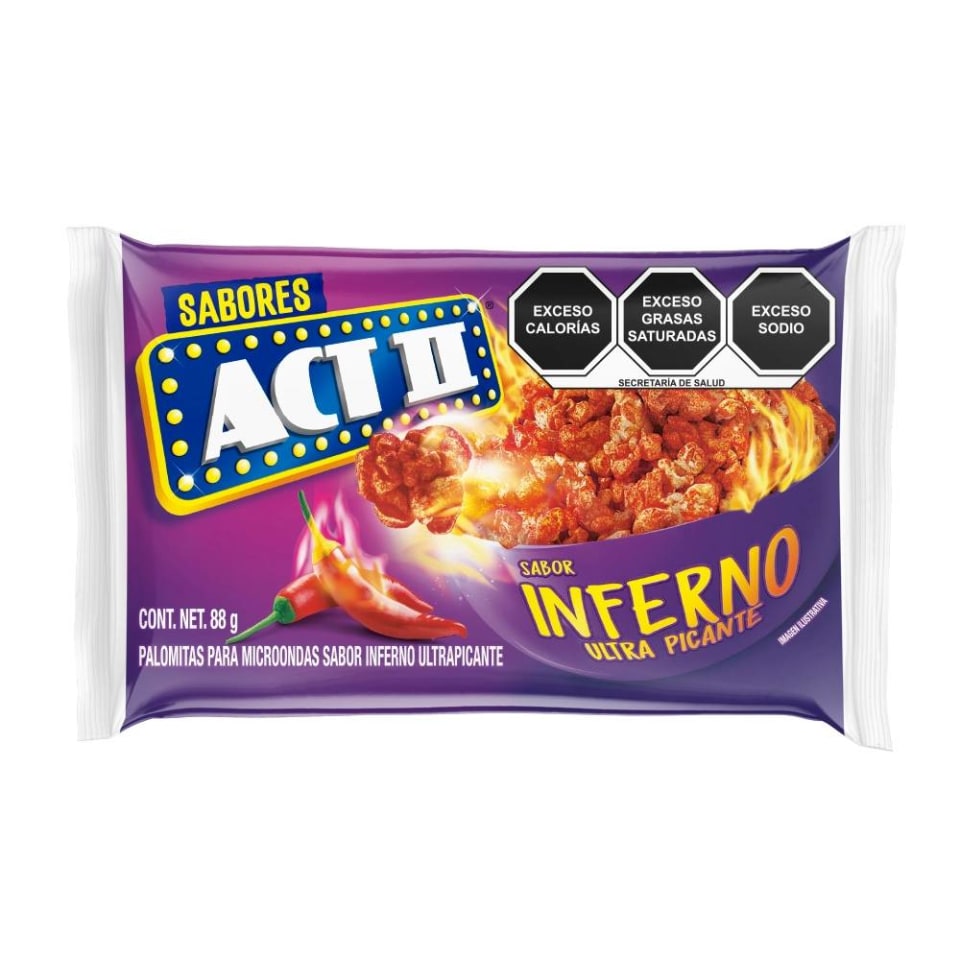 SABORES
ACT II
®
EXCESO
CALORÍAS
EXCESO
GRASAS
SATURADAS
EXCESO
SODIO
SECRETARÍA DE SALUD
SABOR
INFERNO
ULTRA PICANTE
IMAGEN ILUSTRATIVA
CONT. NET. 88 g
PALOMITAS PARA MICROONDAS SABOR INFERNO ULTRAPICANTE